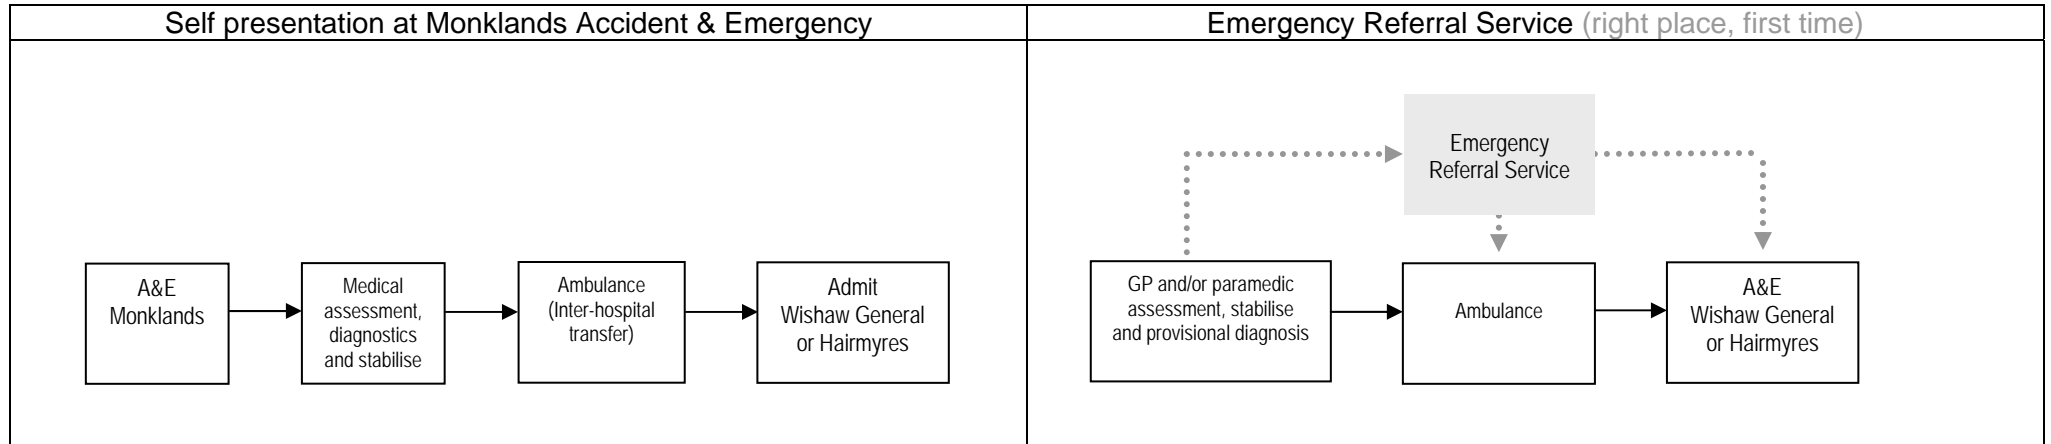 Self presentation at Monklands Accident & Emergency
Emergency Referral Service (right place, first time)
A&E
Monklands
Medical
assessment,
diagnostics
and stabilise
Ambulance
(Inter-hospital
transfer)
Admit
Wishaw General
or Hairmyres
Emergency
Referral Service
GP and/or paramedic
assessment, stabilise
and provisional diagnosis
Ambulance
A&E
Wishaw General
or Hairmyres